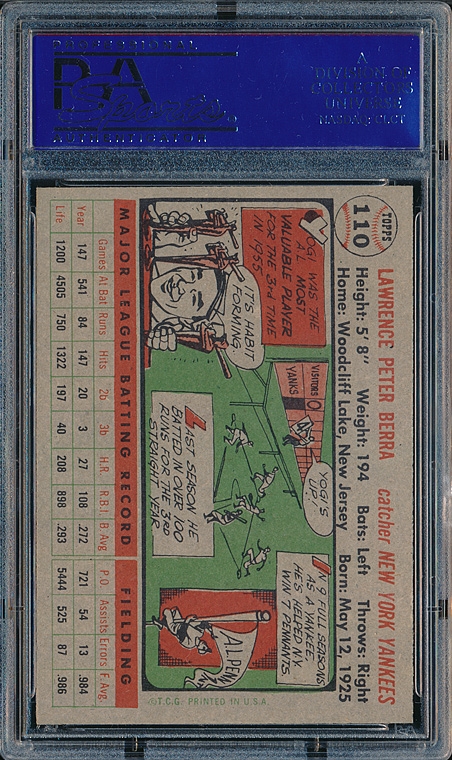 PROFESSIONAL
PSA
AUTHENTICATOR
A
DIVISION OF
COLLECTORS
UNIVERSE
NASDAQ: CLCT
TOPPS
110
LAWRENCE PETER BERRA catcher NEW YORK YANKEES
Height: 5' 8" Weight: 194 Bats: Left Throws: Right
Home: Woodcliff Lake, New Jersey Born: May 12, 1925
YOGI WAS THE
A.L. MOST
VALUABLE PLAYER
FOR THE 3RD TIME
IN 1955.
IT'S HABIT
FORMING.
VISITORS 0
YANKS
YOGI'S
UP!
LAST SEASON HE
BATTED IN OVER 100
RUNS FOR THE 3RD
STRAIGHT YEAR
IN 9 FULL SEASONS
AS A YANKEE,
HE'S HELPED N.Y.
WIN 7 PENNANTS.
A.L. PEN
MAJOR LEAGUE BATTING RECORD FIELDING
Games At Bat Runs Hits 2b 3b H.R. R.B.I. B Avg P.O Assists Errors F. Avg
Year 147 541 84 147 20 3 27 108 .272 721 54 13 .984
Life 1200 4505 750 1322 197 40 208 898 .293 5444 525 87 .986
©T.C.G. PRINTED IN U.S.A.